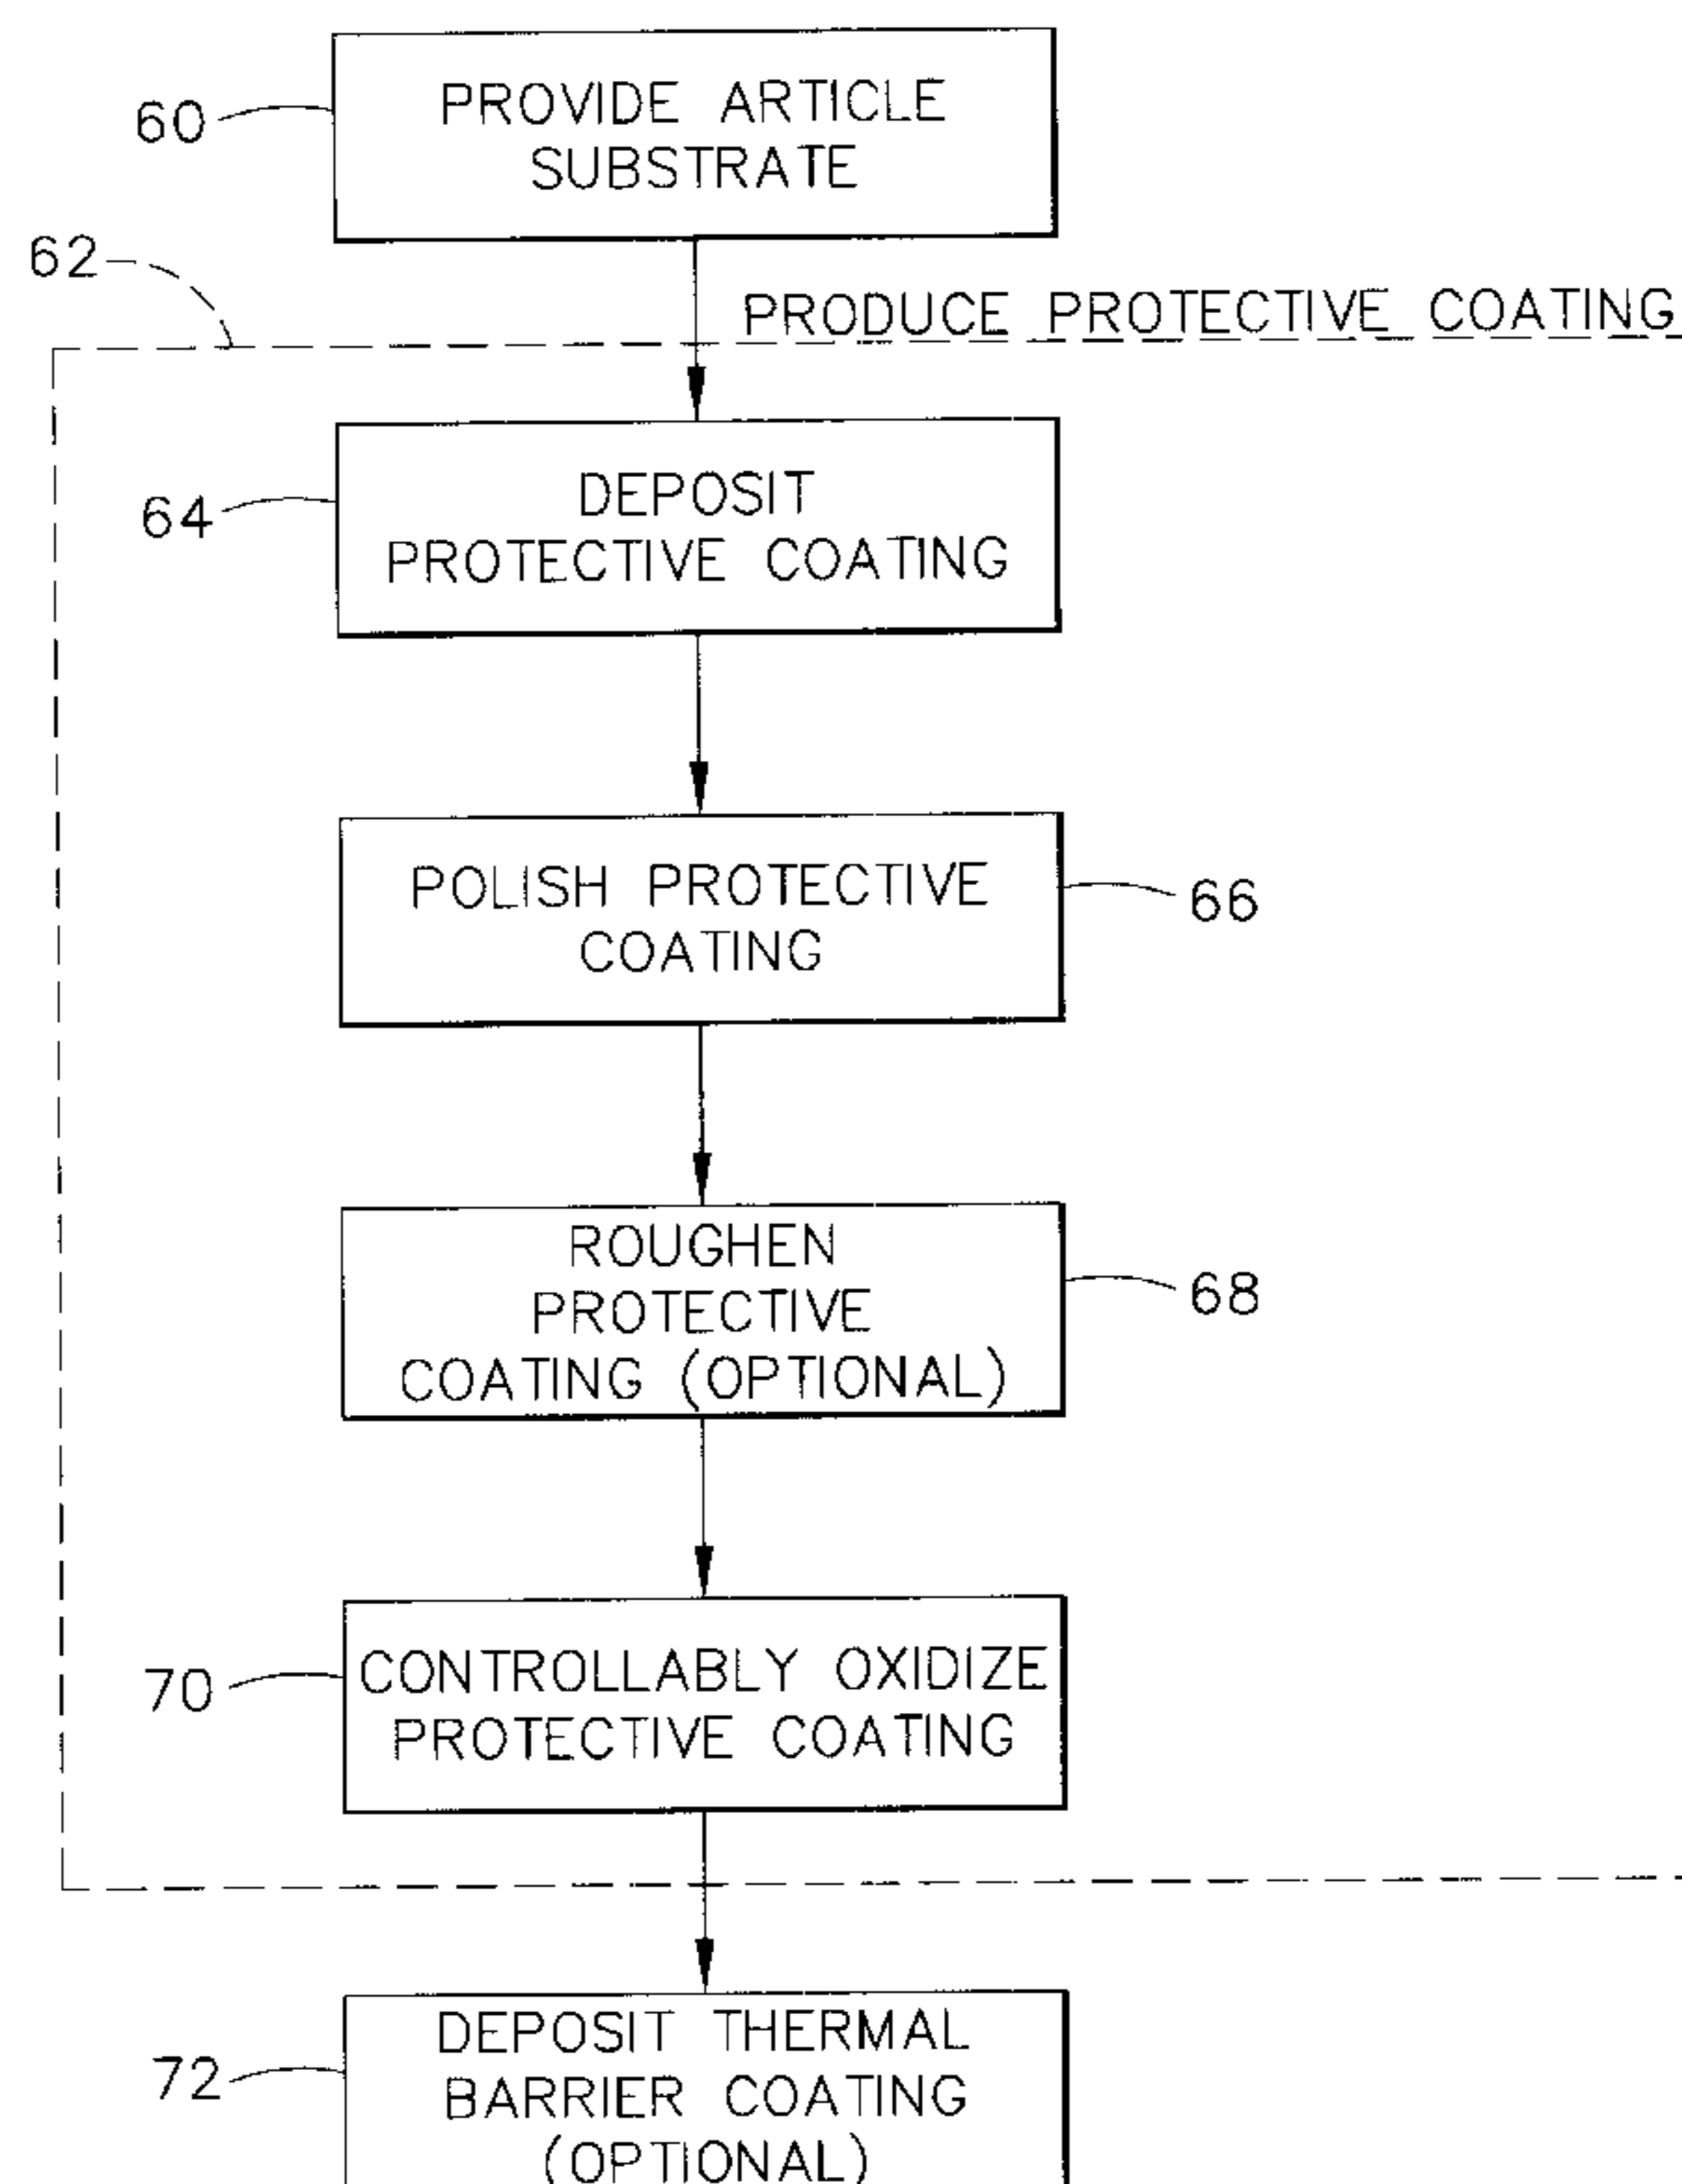 60
PROVIDE ARTICLE
SUBSTRATE
62
PRODUCE PROTECTIVE COATING
64
DEPOSIT
PROTECTIVE COATING
POLISH PROTECTIVE
COATING
66
ROUGHEN
PROTECTIVE
COATING (OPTIONAL)
68
70
CONTROLLABLY OXIDIZE
PROTECTIVE COATING
72
DEPOSIT THERMAL
BARRIER COATING
(OPTIONAL)